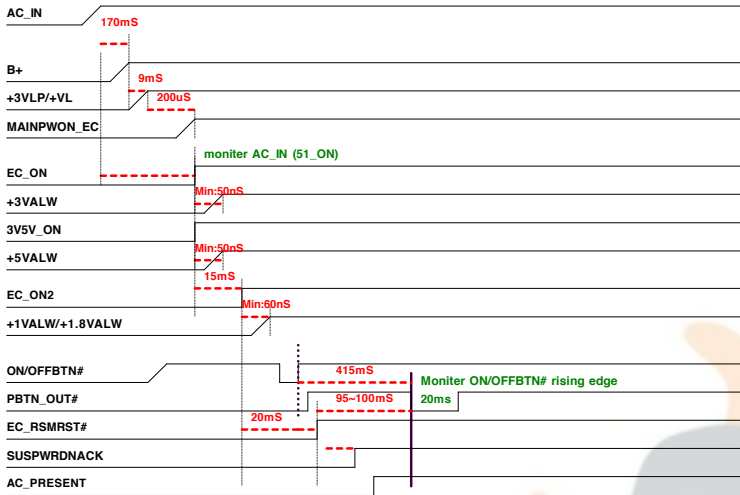 AC_IN
170mS
B+
9mS
+3VLP/+VL
200uS
MAINPWON_EC
moniter AC_IN (51_ON)
EC_ON
Min:50nS
+3VALW
3V5V_ON
Min:50nS
+5VALW
15mS
EC_ON2
Min:60nS
+1VALW/+1.8VALW
ON/OFFBTN#
415mS
Moniter ON/OFFBTN# rising edge
PBTN_OUT#
95~100mS
20ms
20mS
EC_RSMRST#
SUSPWRDNACK
AC_PRESENT